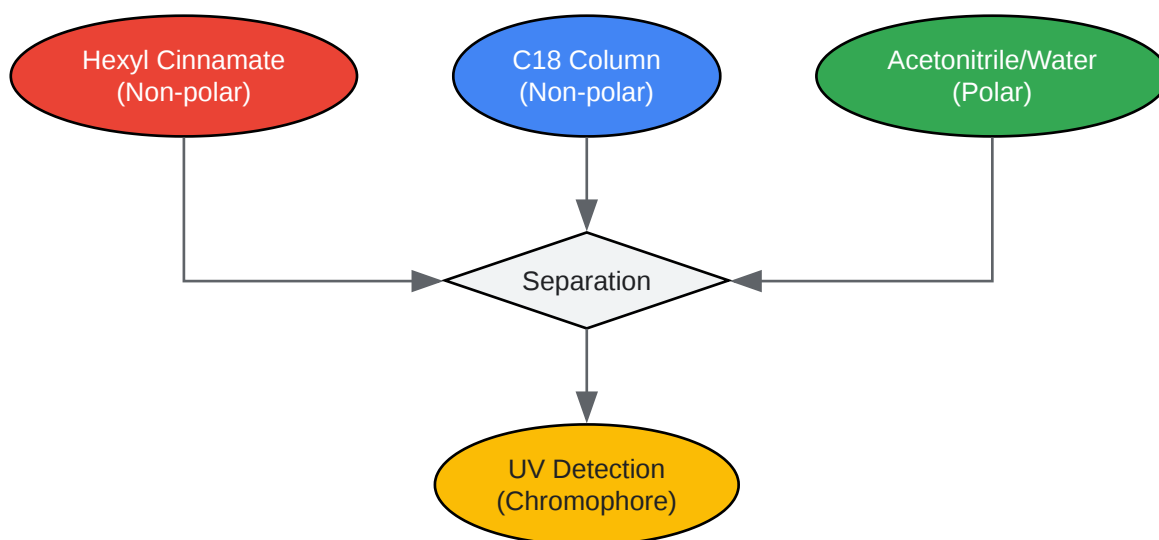 Hexyl Cinnamate
(Non-polar)
C18 Column
(Non-polar)
Acetonitrile/Water
(Polar)
Separation
UV Detection
(Chromophore)